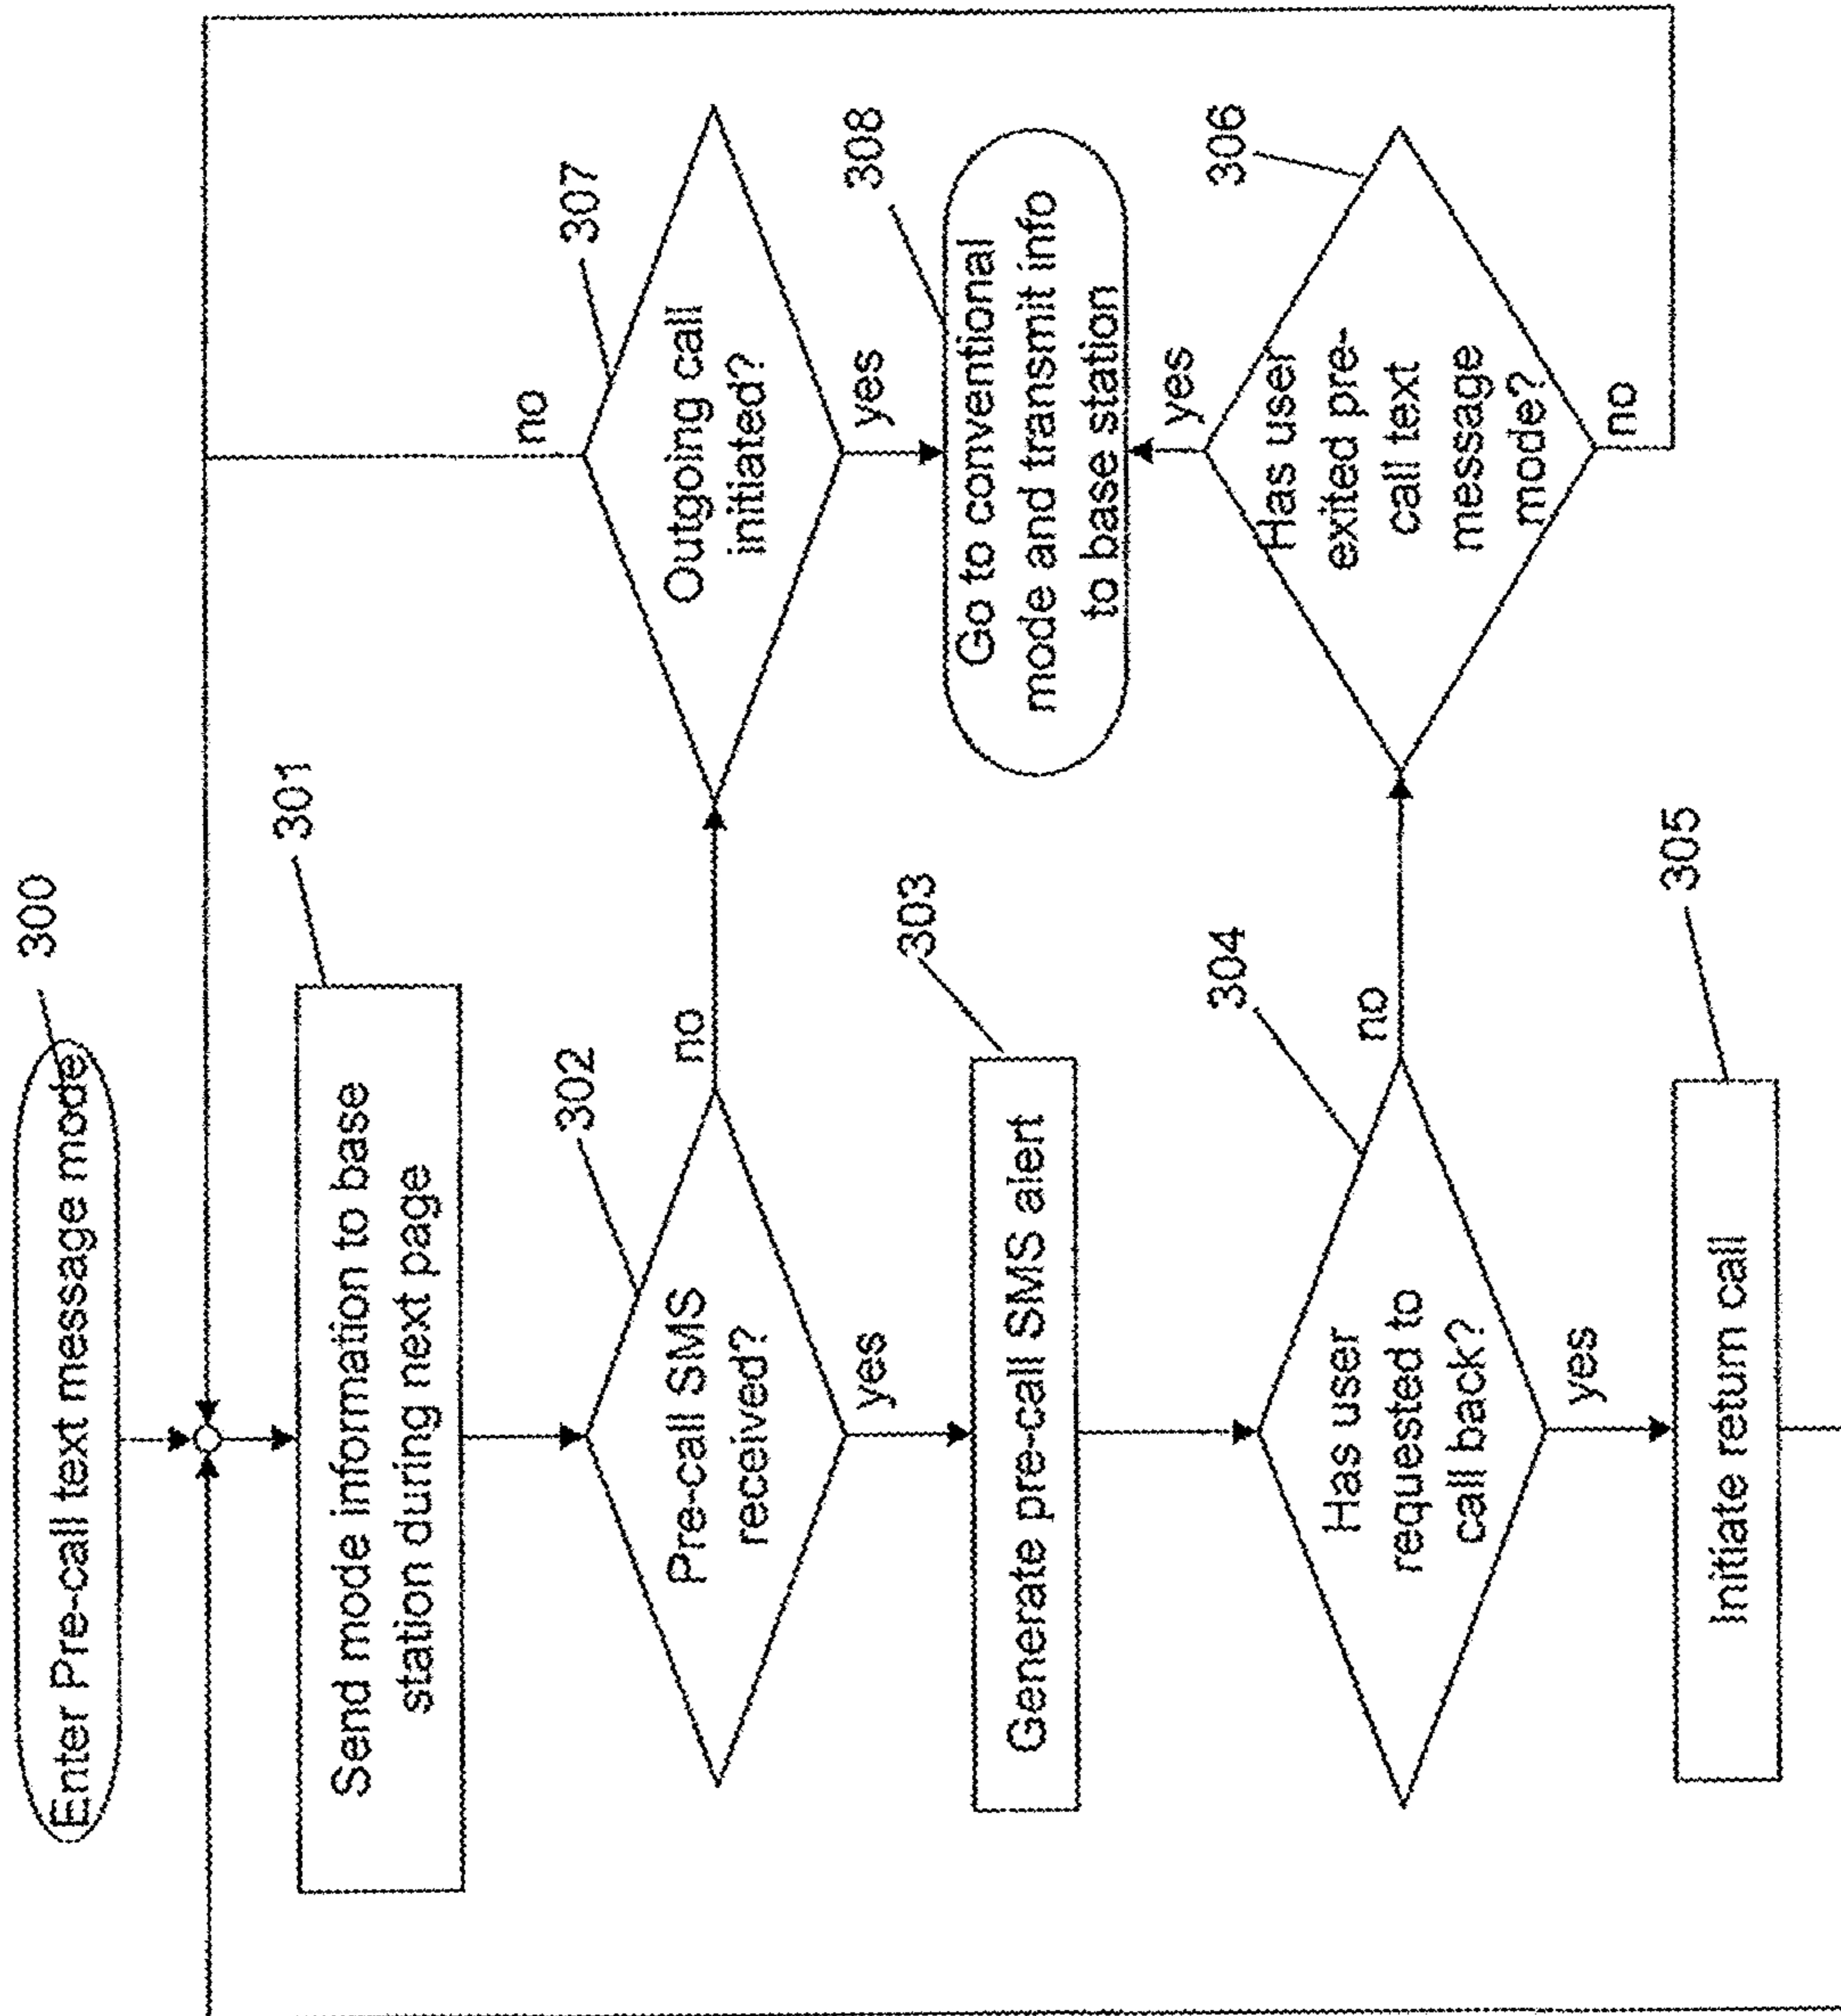 300
Enter Pre-call text message mode
301
Send mode information to base
station during next page
302
Pre-call SMS
received?
no
yes
307
Outgoing call
initiated?
no
yes
303
Generate pre-call SMS alert
308
Go to conventional
mode and transmit info
to base station
304
Has user
requested to
call back?
no
yes
306
Has user
exited pre-
call text
message
mode?
yes
no
305
Initiate return call